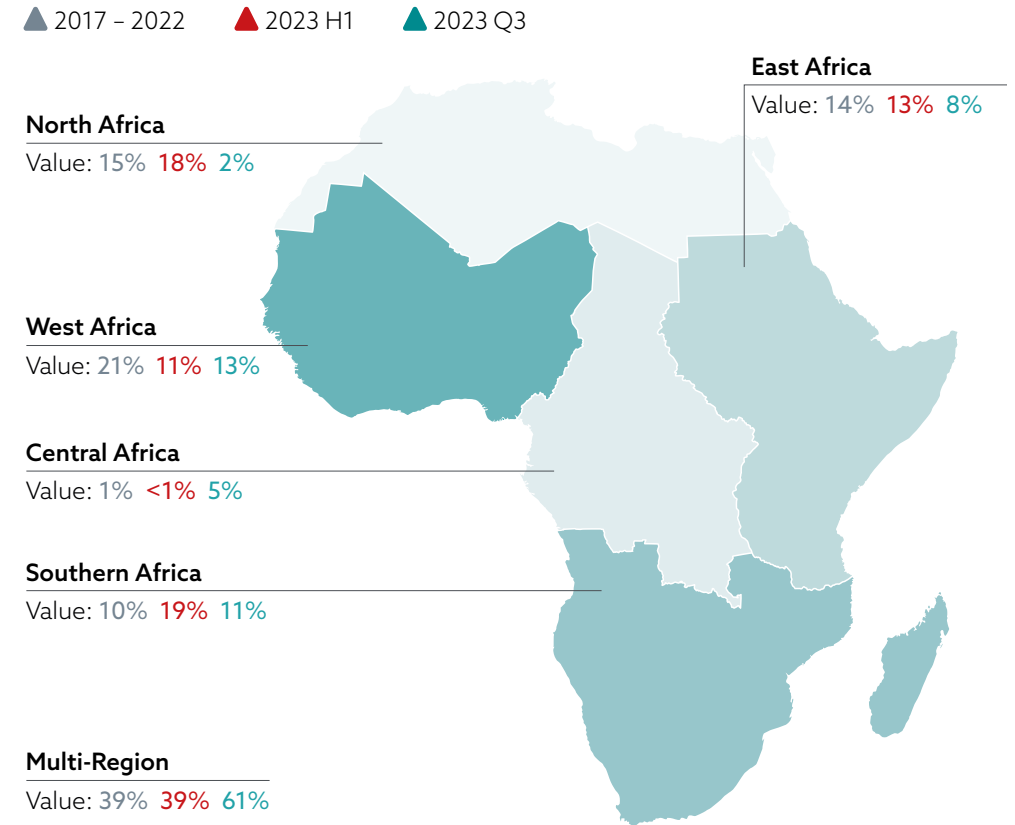 2017 – 2022 2023 H1 2023 Q3
East Africa
Value: 14% 13% 8%
North Africa
Value: 15% 18% 2%
West Africa
Value: 21% 11% 13%
Central Africa
Value: 1% <1% 5%
Southern Africa
Value: 10% 19% 11%
Multi-Region
Value: 39% 39% 61%